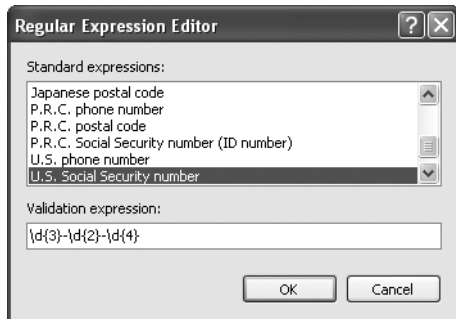 Regular Expression Editor
Standard expressions:
Japanese postal code
P.R.C. phone number
P.R.C. postal code
P.R.C. Social Security number (ID number)
U.S. phone number
U.S. Social Security number
Validation expression:
\d{3}-\d{2}-\d{4}
OK Cancel